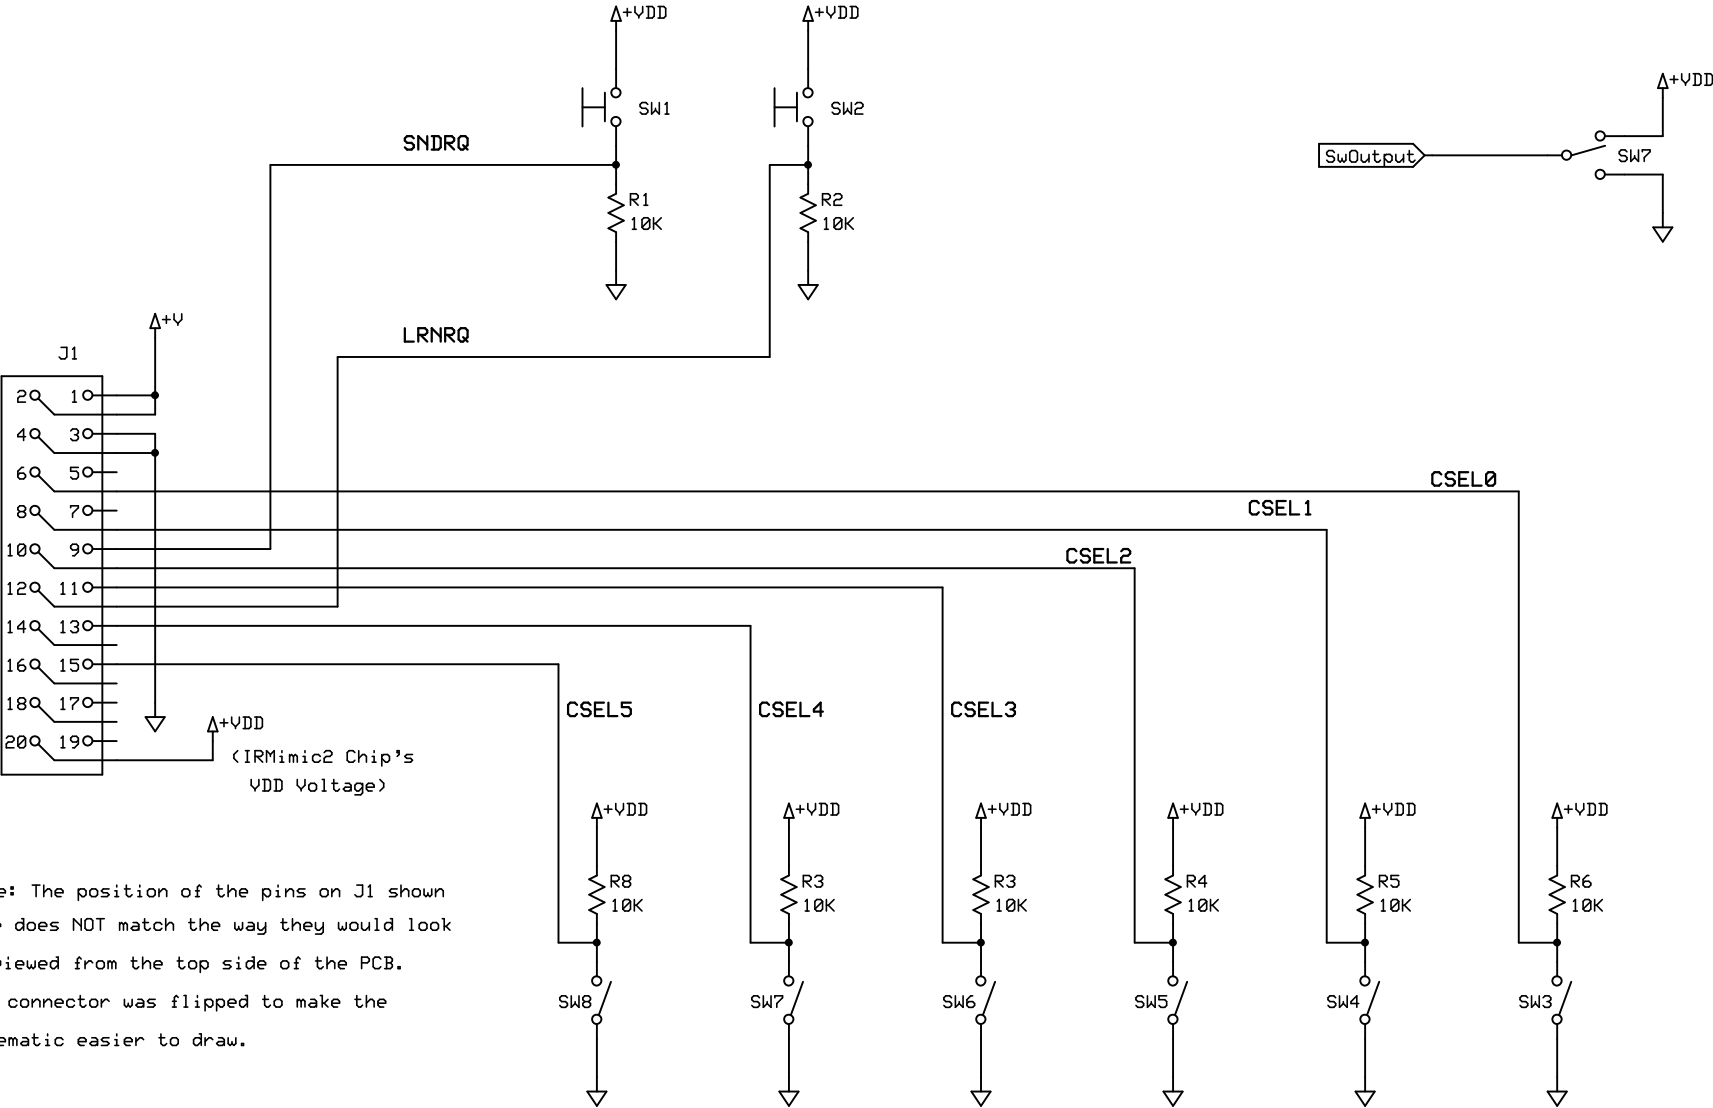 +VDD
+VDD
+VDD
SW1
SW2
SNDRQ
SwOutput
SW7
R1
10K
R2
10K
+V
LRNRQ
J1
2 1
4 3
6 5
8 7
10 9
12 11
14 13
16 15
18 17
20 19
CSEL0
CSEL1
CSEL2
CSEL5
CSEL4
CSEL3
+VDD
(IRMimic2 Chip's
VDD Voltage)
+VDD
+VDD
+VDD
+VDD
+VDD
+VDD
R8
10K
R3
10K
R3
10K
R4
10K
R5
10K
R6
10K
SW8
SW7
SW6
SW5
SW4
SW3
e: The position of the pins on J1 shown
does NOT match the way they would look
iewed from the top side of the PCB.
connector was flipped to make the
ematic easier to draw.